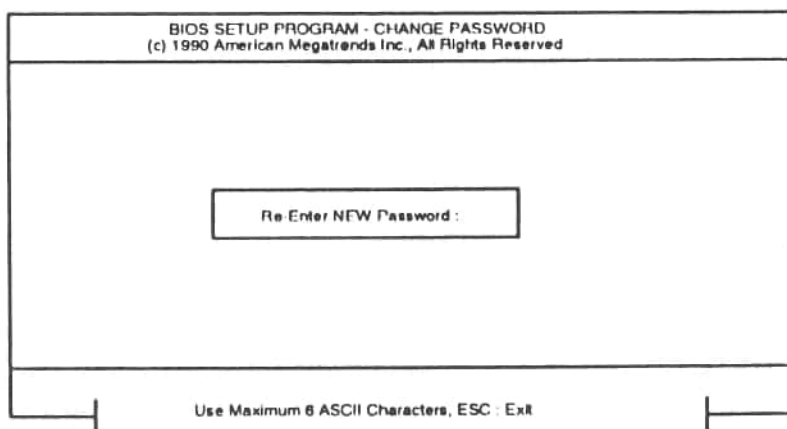 BIOS SETUP PROGRAM - CHANGE PASSWORD
(c) 1990 American Megatrends Inc., All Rights Reserved
Re-Enter NEW Password :
Use Maximum 6 ASCII Characters, ESC : Exit